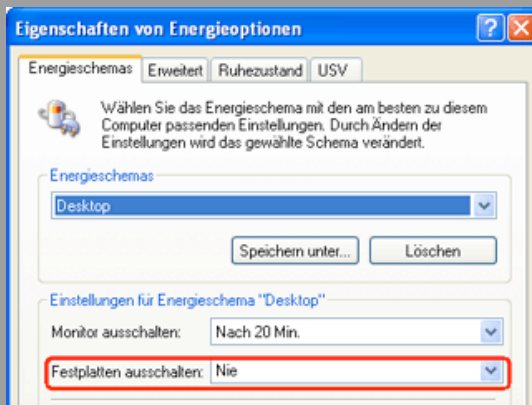 Eigenschaften von Energieoptionen
Energieschemas Erweitert Ruhezustand USV
Wählen Sie das Energieschema mit den am besten zu diesem
Computer passenden Einstellungen. Durch Ändern der
Einstellungen wird das gewählte Schema verändert.
Energieschemas
Desktop
Speichern unter... Löschen
Einstellungen für Energieschema "Desktop"
Monitor ausschalten: Nach 20 Min.
Festplatten ausschalten: Nie